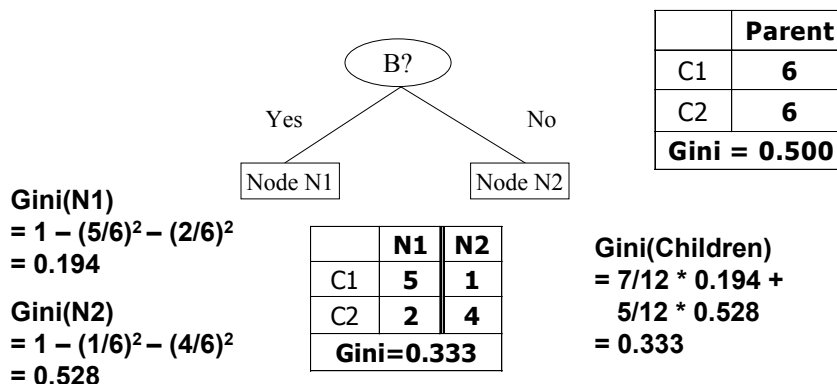 B?
Yes
No
Node N1
Node N2
Parent
C1 6
C2 6
Gini = 0.500
Gini(N1)
= 1 – (5/6)² – (2/6)²
= 0.194
Gini(N2)
= 1 – (1/6)² – (4/6)²
= 0.528
N1 N2
C1 5 1
C2 2 4
Gini=0.333
Gini(Children)
= 7/12 * 0.194 +
5/12 * 0.528
= 0.333